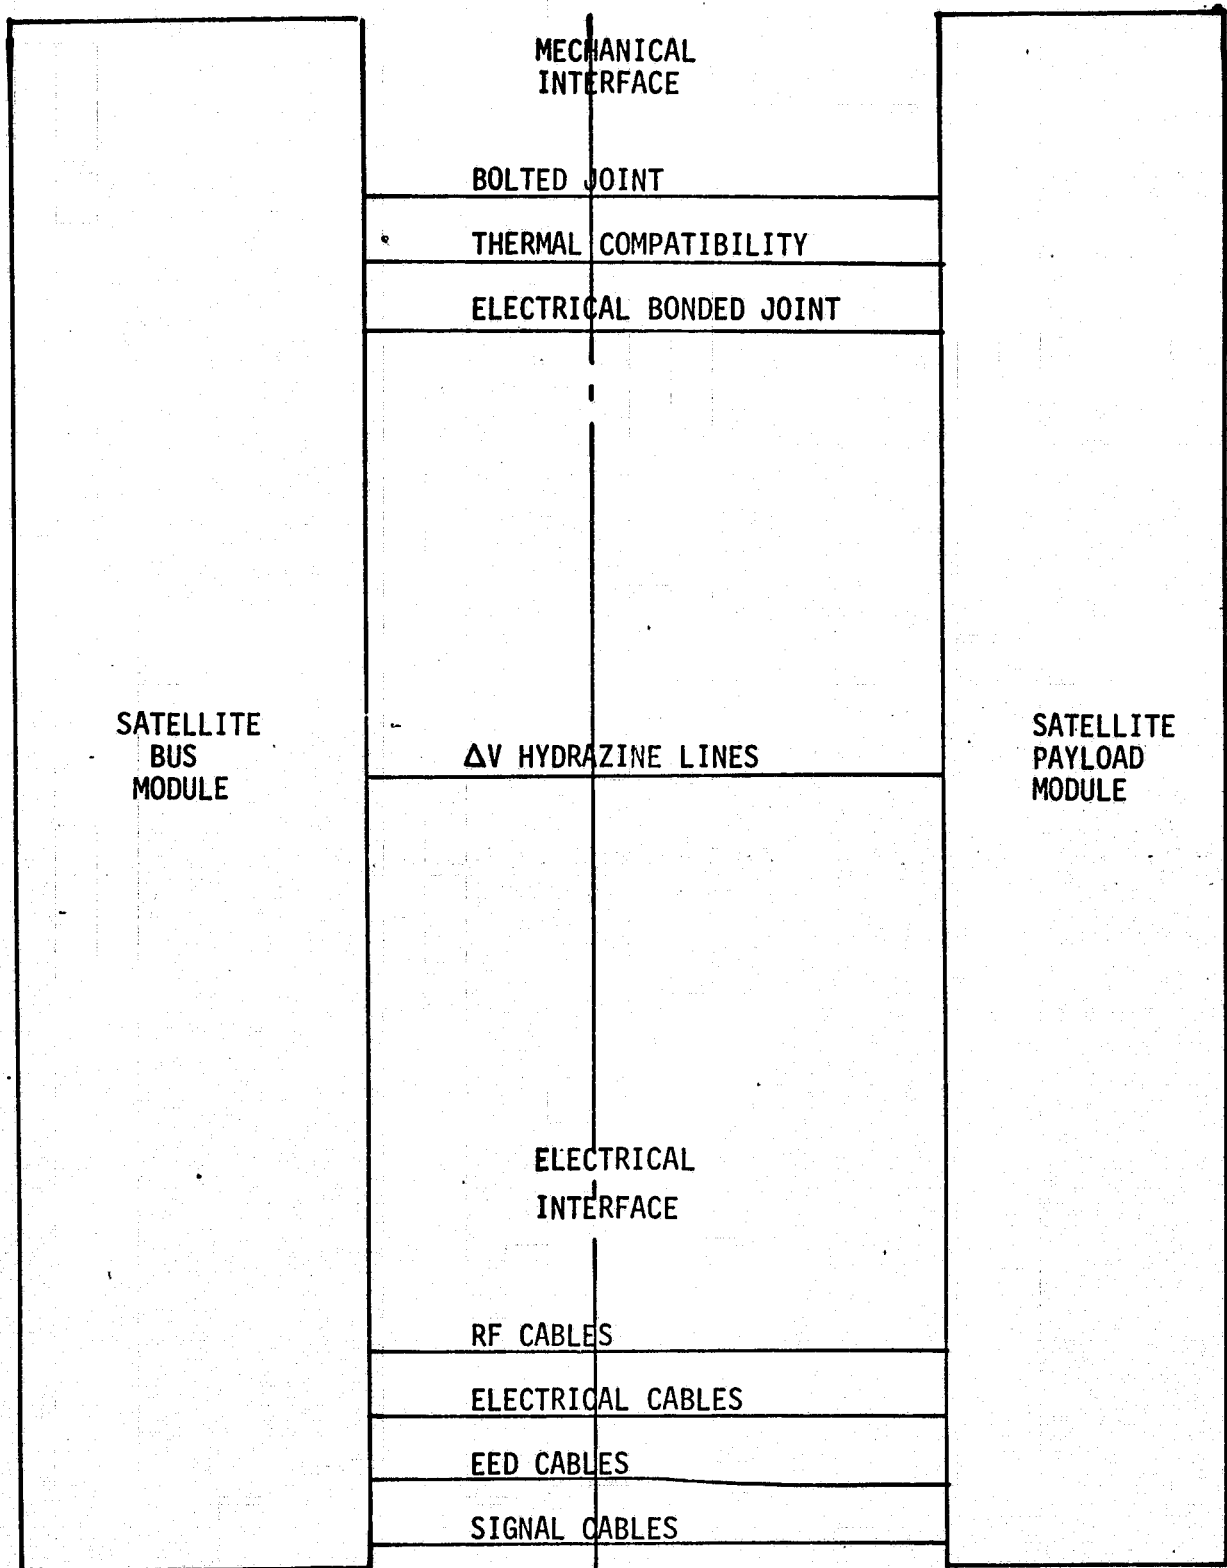 MECHANICAL
INTERFACE
BOLTED JOINT
THERMAL COMPATIBILITY
ELECTRICAL BONDED JOINT
SATELLITE
BUS
MODULE
ΔV HYDRAZINE LINES
SATELLITE
PAYLOAD
MODULE
ELECTRICAL
INTERFACE
RF CABLES
ELECTRICAL CABLES
EED CABLES
SIGNAL CABLES